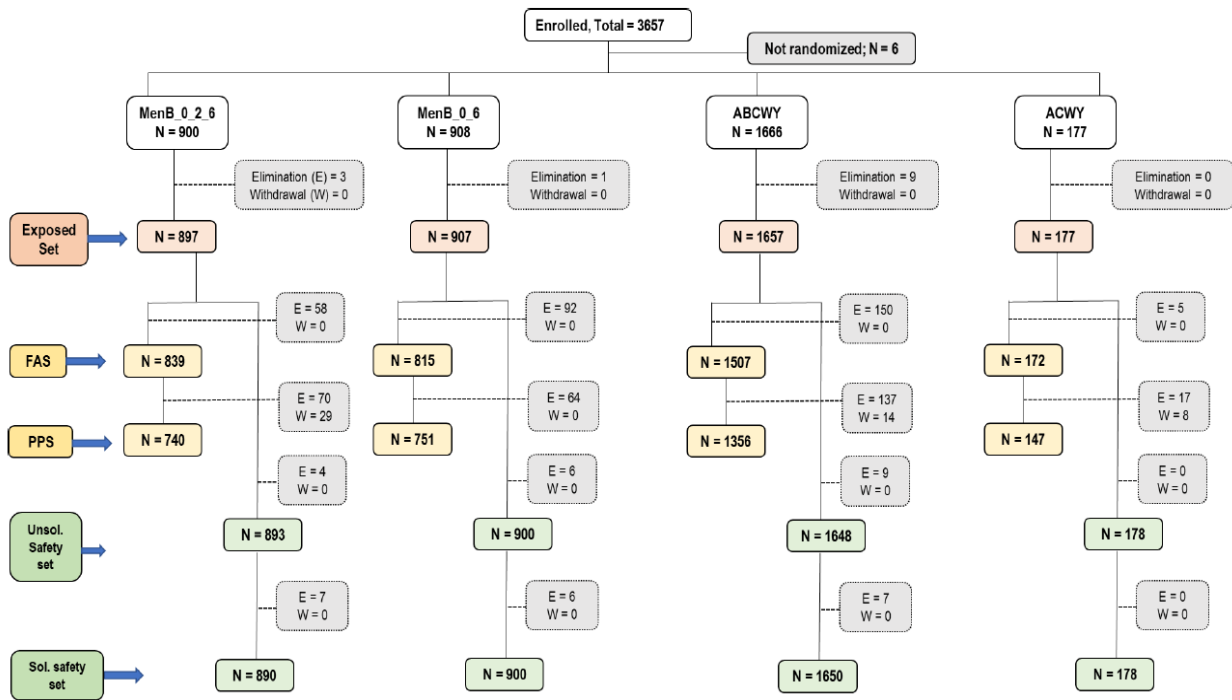 Enrolled, Total = 3657
Not randomized; N = 6
MenB_0_2_6
N = 900
MenB_0_6
N = 908
ABCWY
N = 1666
ACWY
N = 177
Elimination (E) = 3
Withdrawal (W) = 0
Elimination = 1
Withdrawal =0
Elimination = 9
Withdrawal = 0
Elimination = 0
Withdrawal = 0
Exposed
Set
N = 897
N = 907
N = 1657
N = 177
E = 58
W = 0
E = 92
W = 0
E = 150
W = 0
E = 5
W = 0
FAS
N = 839
N = 815
N = 1507
N = 172
E = 70
W = 29
E = 64
W = 0
E = 137
W = 14
E = 17
W = 8
PPS
N = 740
N = 751
N = 1356
N = 147
E = 4
W = 0
E = 6
W = 0
E = 9
W = 0
E = 0
W = 0
Unsol.
Safety
set
N = 893
N = 900
N = 1648
N = 178
E = 7
W = 0
E = 6
W = 0
E = 7
W = 0
E = 0
W = 0
Sol. safety
set
N = 890
N = 900
N = 1650
N = 178